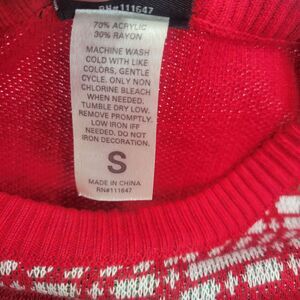 RN#111647
70% ACRYLIC
30% RAYON
MACHINE WASH
COLD WITH LIKE
COLORS, GENTLE
CYCLE. ONLY NON
CHLORINE BLEACH
WHEN NEEDED.
TUMBLE DRY LOW.
REMOVE PROMPTLY.
LOW IRON IFF
NEEDED. DO NOT
IRON DECORATION.
S
MADE IN CHINA
RN#111647